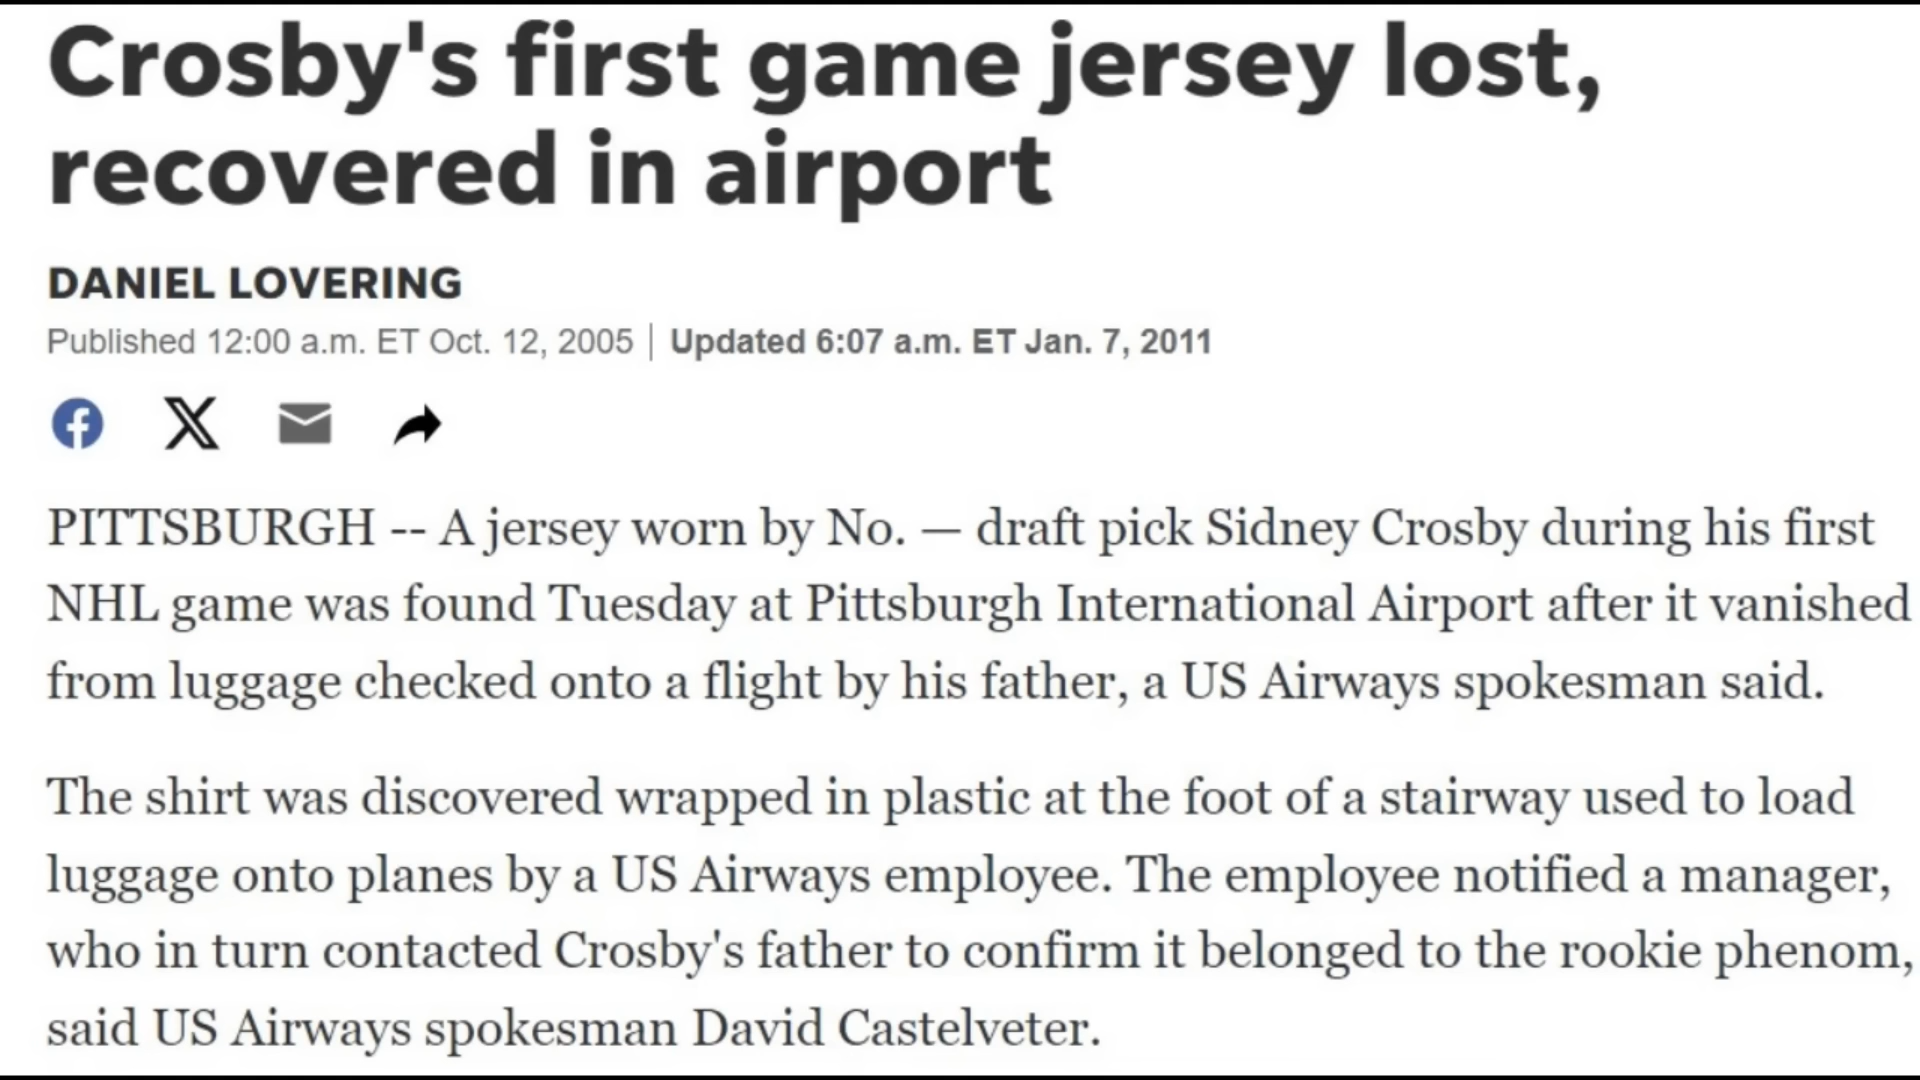 Crosby's first game jersey lost,
recovered in airport
DANIEL LOVERING
Published 12:00 a.m. ET Oct. 12, 2005 | Updated 6:07 a.m. ET Jan. 7, 2011
PITTSBURGH -- A jersey worn by No. — draft pick Sidney Crosby during his first
NHL game was found Tuesday at Pittsburgh International Airport after it vanished
from luggage checked onto a flight by his father, a US Airways spokesman said.
The shirt was discovered wrapped in plastic at the foot of a stairway used to load
luggage onto planes by a US Airways employee. The employee notified a manager,
who in turn contacted Crosby's father to confirm it belonged to the rookie phenom,
said US Airways spokesman David Castelveter.